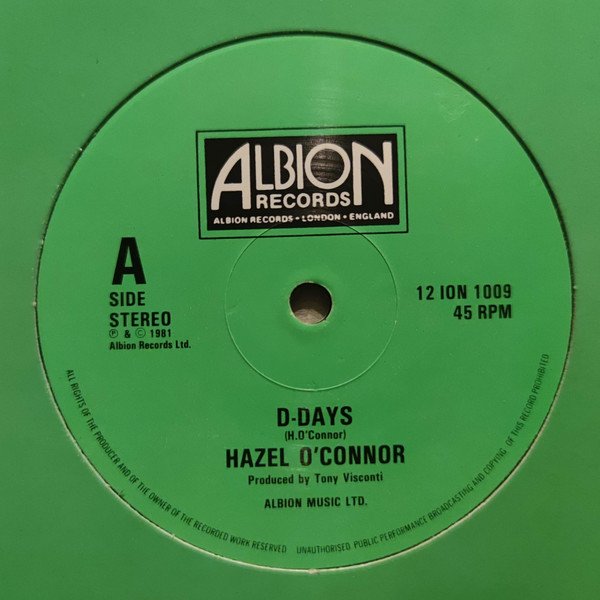 ALBION
RECORDS
ALBION RECORDS • LONDON • ENGLAND
A
SIDE
STEREO
℗ & © 1981
Albion Records Ltd.
12 ION 1009
45 RPM
D-DAYS
(H.O'Connor)
HAZEL O'CONNOR
Produced by Tony Visconti
ALBION MUSIC LTD.
ALL RIGHTS OF THE PRODUCER AND OF THE OWNER OF THE RECORDED WORK RESERVED UNAUTHORISED PUBLIC PERFORMANCE BROADCASTING AND COPYING OF THIS RECORD PROHIBITED